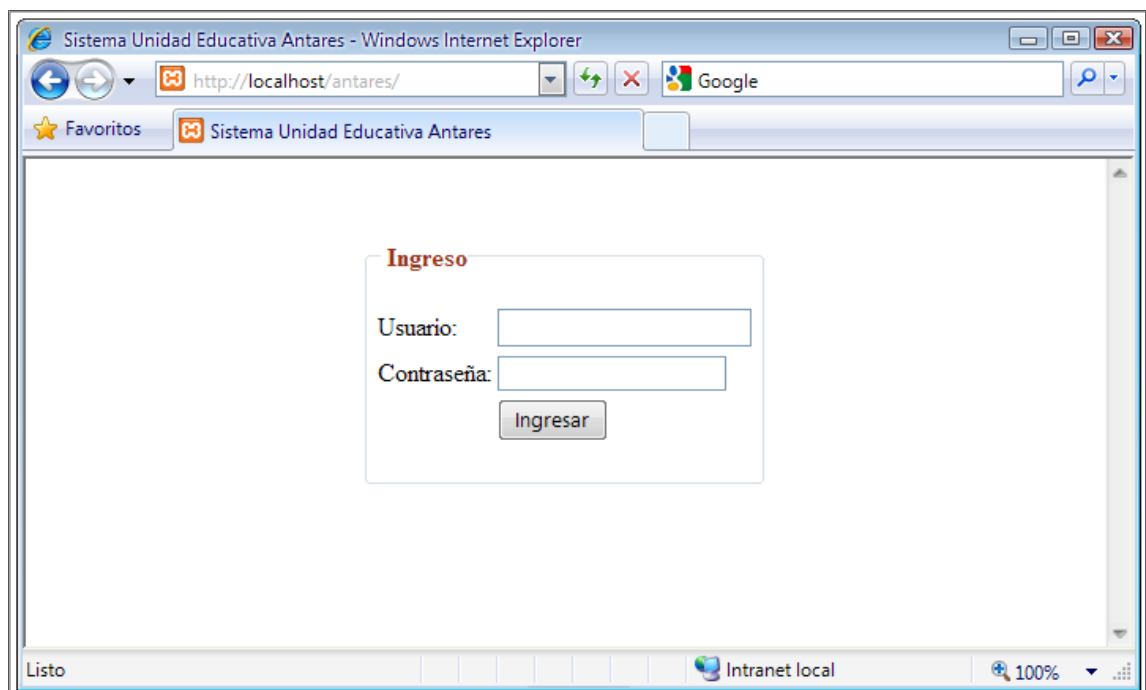 Sistema Unidad Educativa Antares - Windows Internet Explorer
http://localhost/antares/
Google
Favoritos
Sistema Unidad Educativa Antares
Ingreso
Usuario:
Contraseña:
Ingresar
Listo
Intranet local
100%